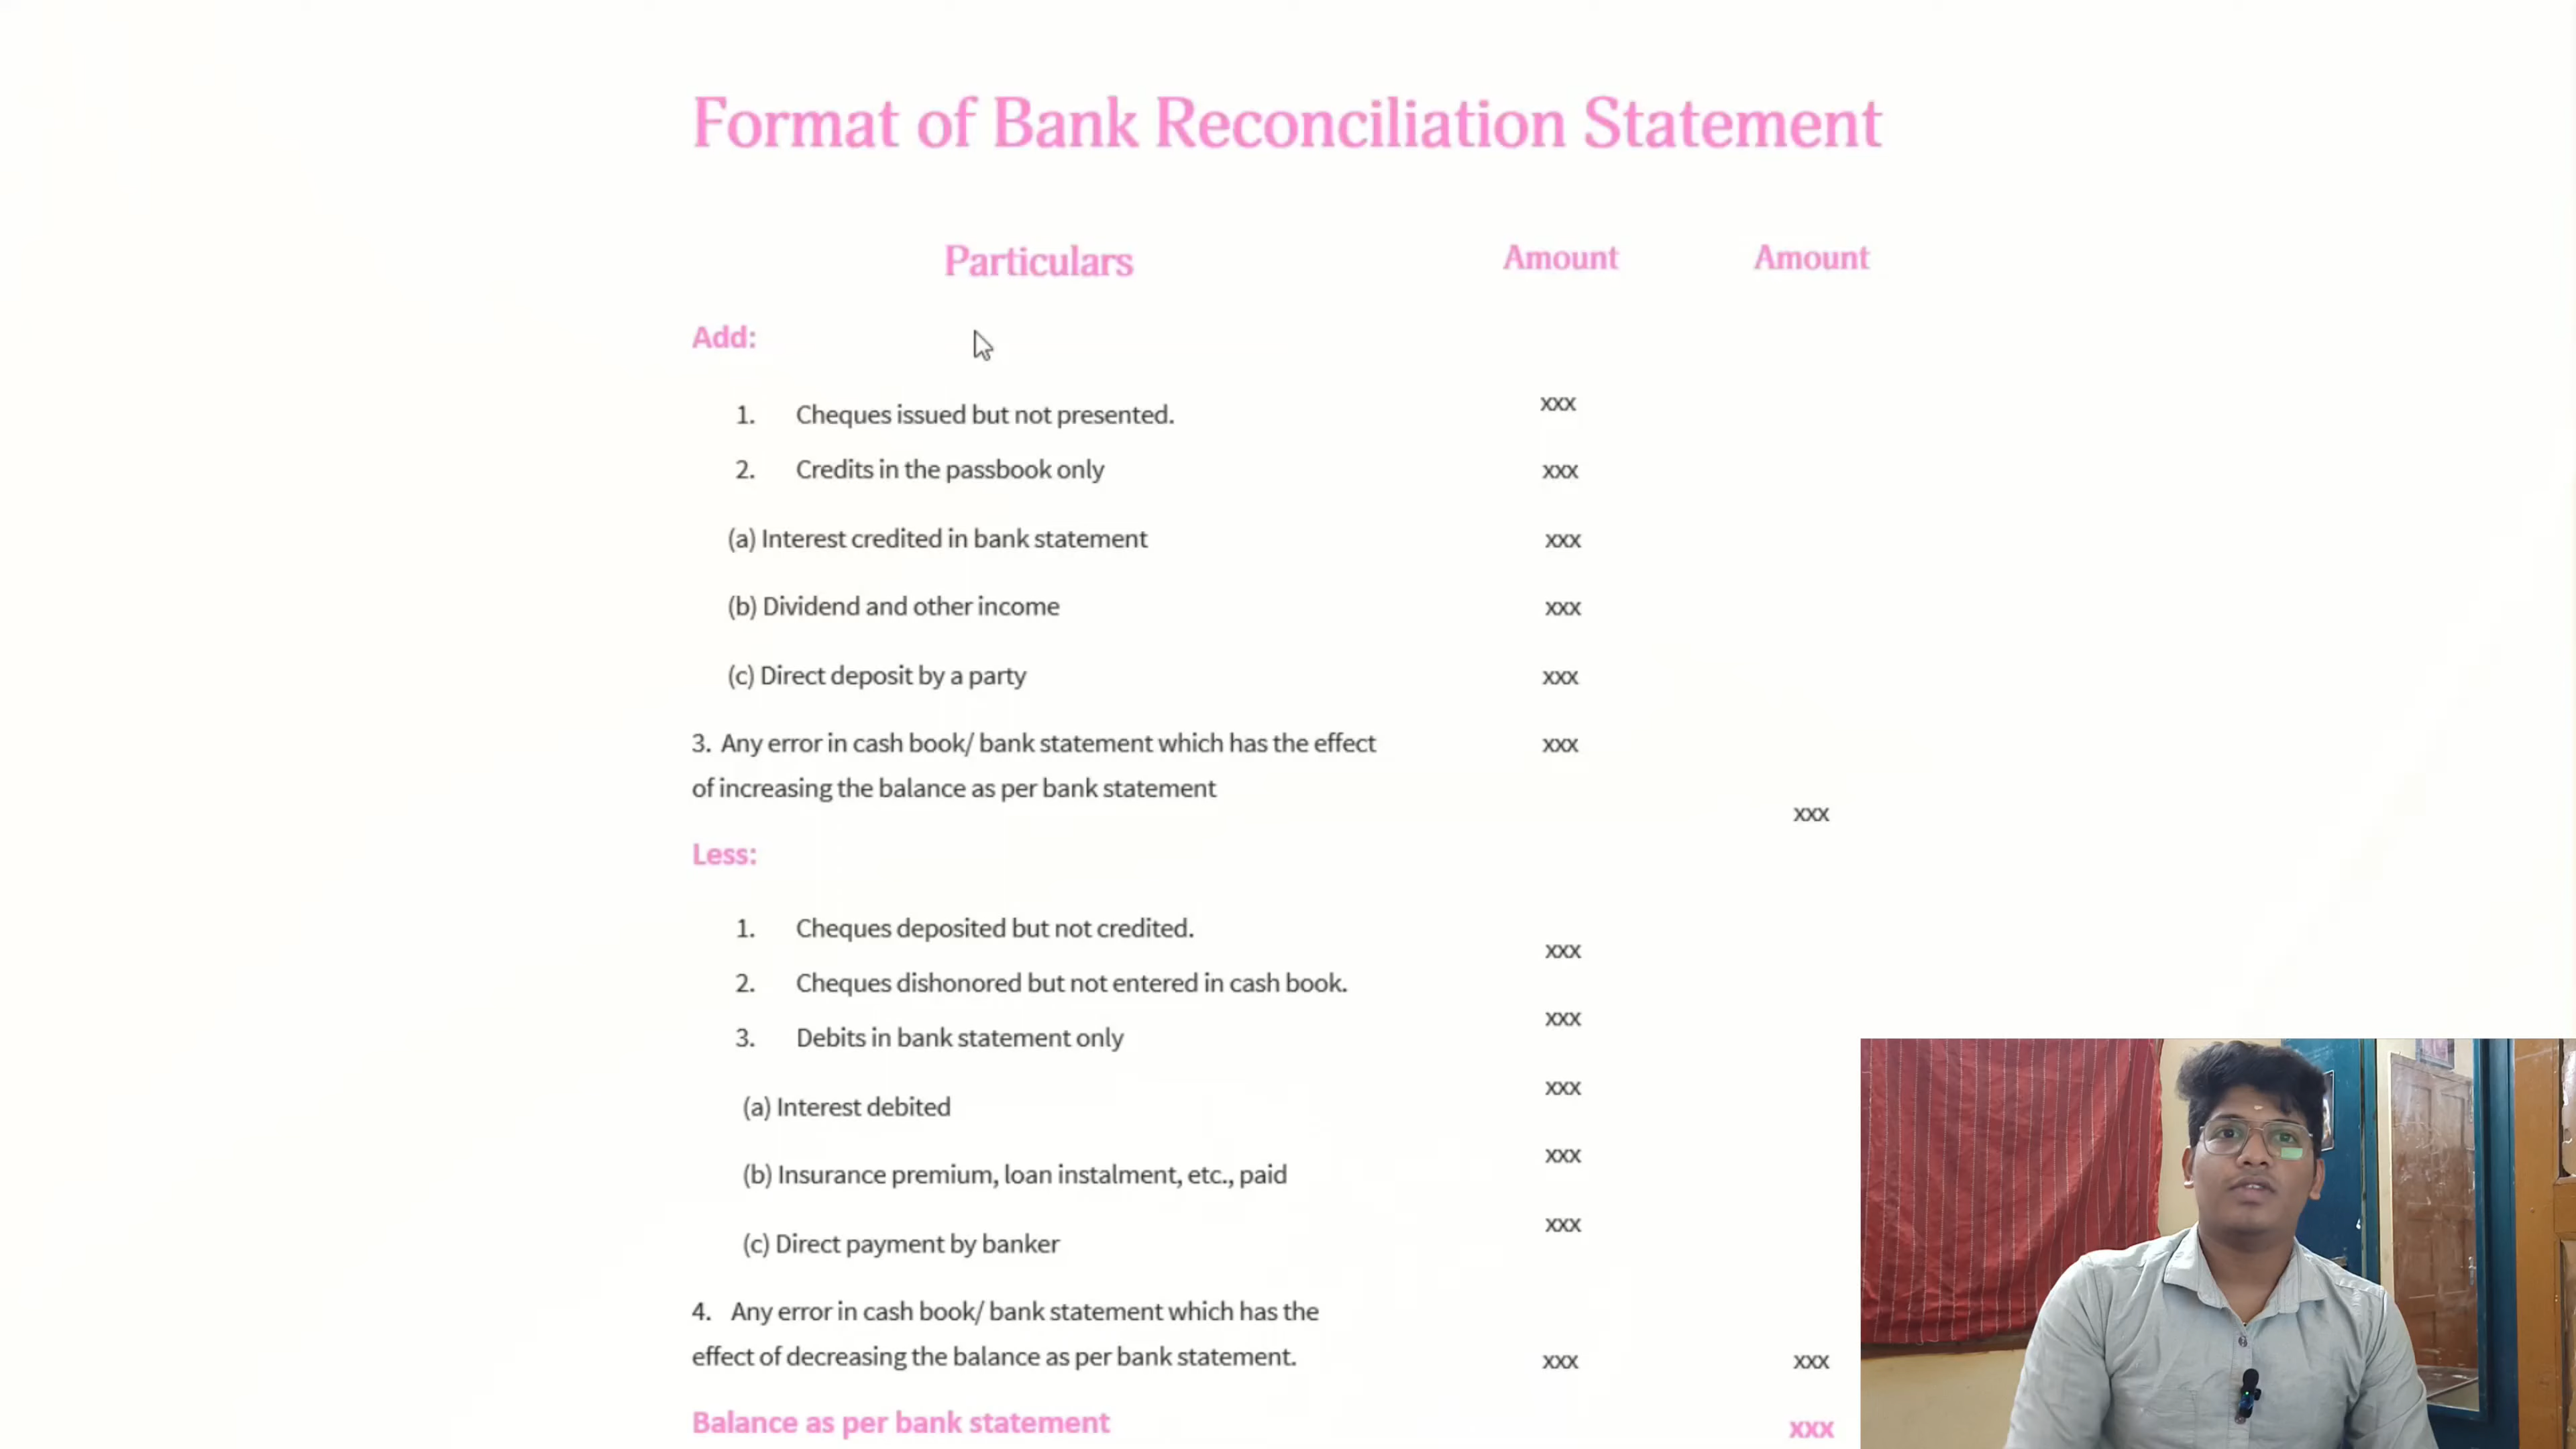 Format of Bank Reconciliation Statement
Particulars Amount Amount
Add:
1. Cheques issued but not presented. xxx
2. Credits in the passbook only xxx
(a) Interest credited in bank statement xxx
(b) Dividend and other income xxx
(c) Direct deposit by a party xxx
3. Any error in cash book/ bank statement which has the effect xxx
of increasing the balance as per bank statement
xxx
Less:
1. Cheques deposited but not credited.
xxx
2. Cheques dishonored but not entered in cash book.
xxx
3. Debits in bank statement only
xxx
(a) Interest debited
xxx
(b) Insurance premium, loan instalment, etc., paid
xxx
(c) Direct payment by banker
4. Any error in cash book/ bank statement which has the
effect of decreasing the balance as per bank statement. xxx xxx
Balance as per bank statement xxx